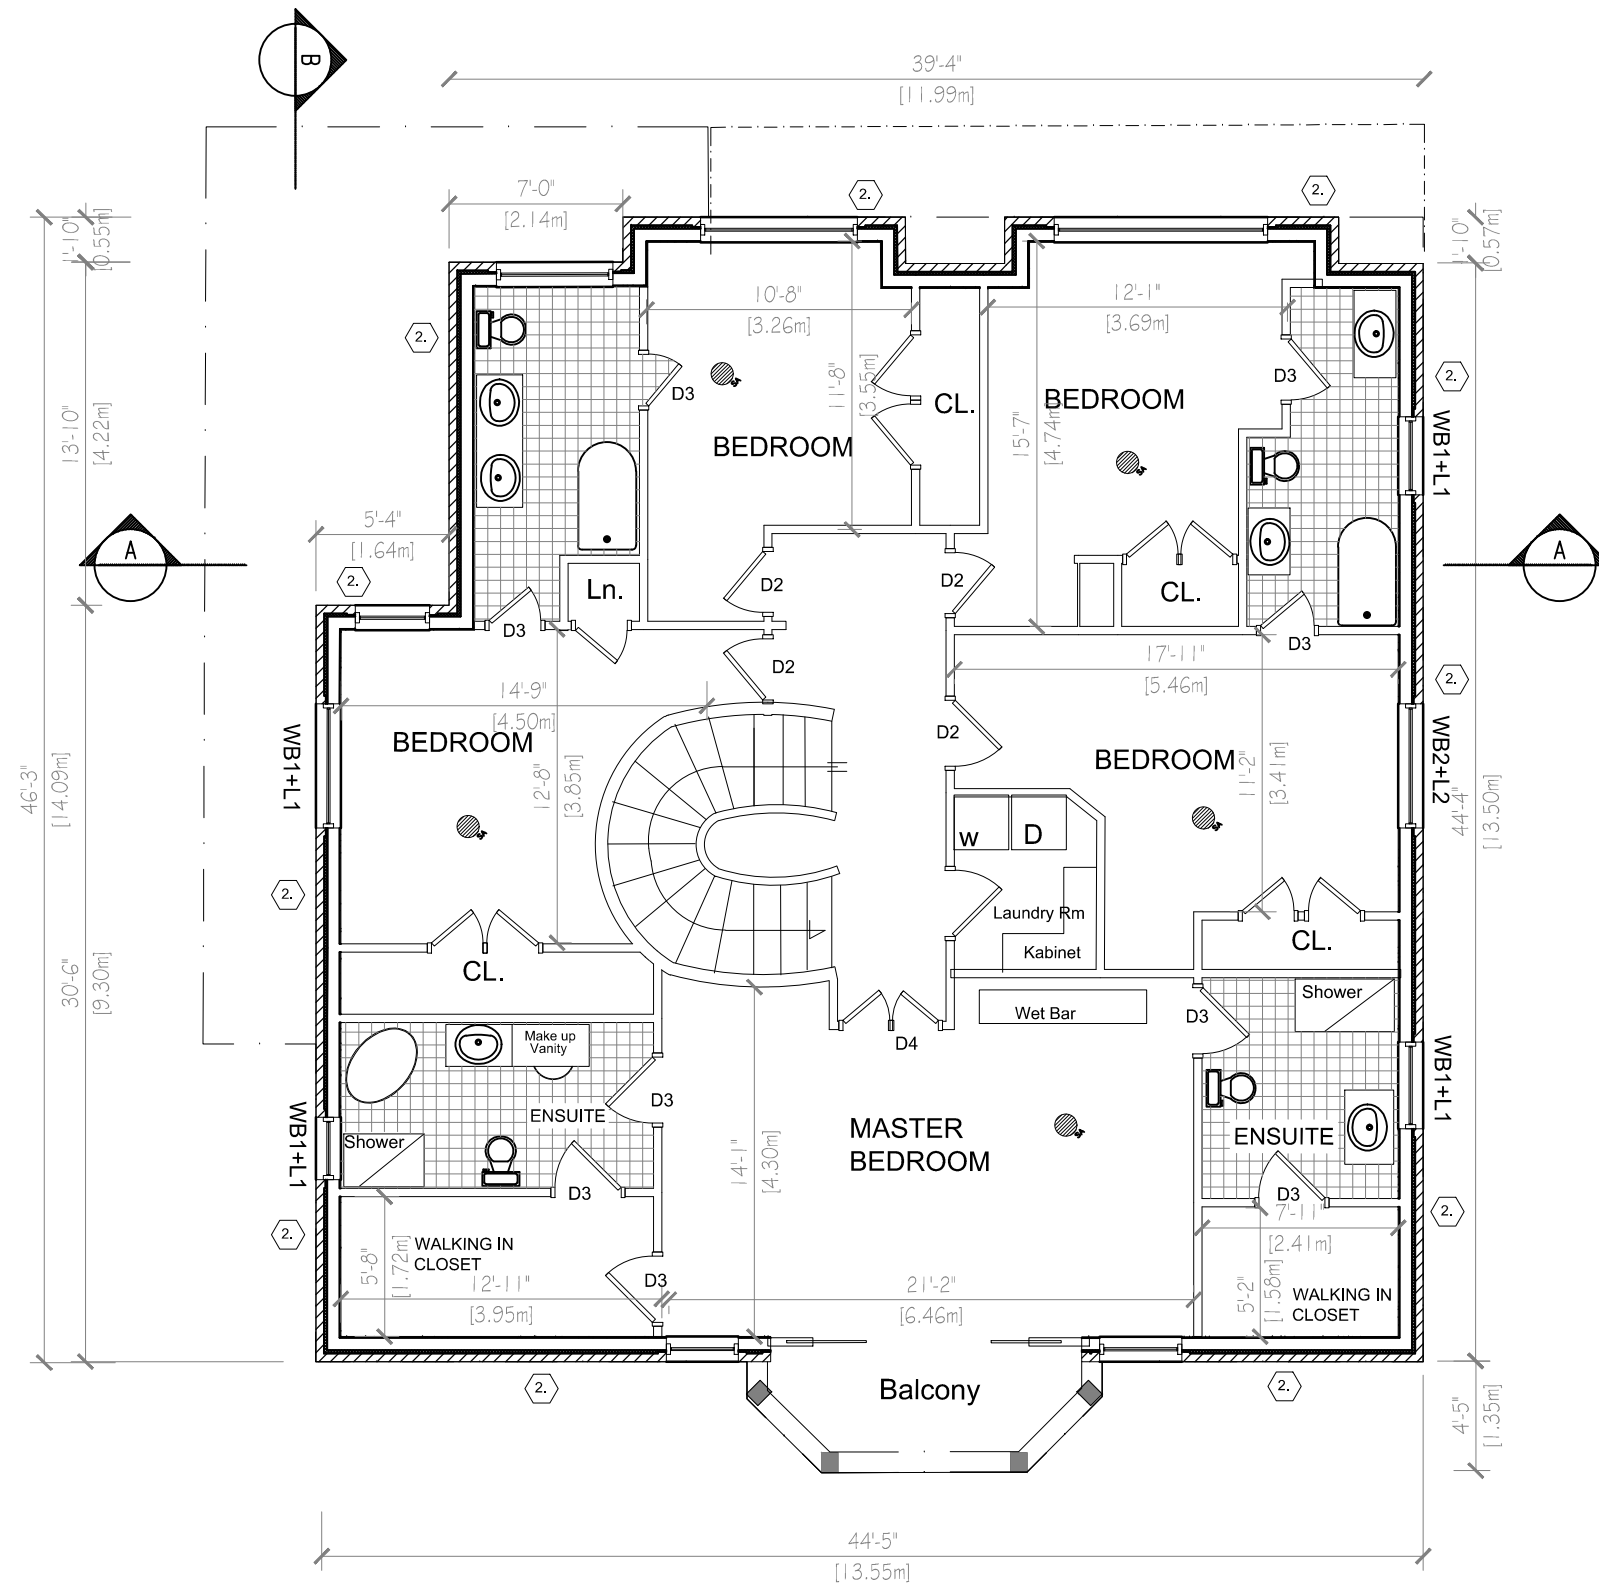 B
39'-4"
[11.99m]
7'-0"
[2.14m]
2.
2.
1'-10"
[0.55m]
1'-10"
[0.57m]
10'-8"
[3.26m]
12'-1"
[3.69m]
2.
2.
D3
SA
D3
11'-8"
[3.55m]
CL.
BEDROOM
BEDROOM
15'-7"
[4.74m]
SA
WB1+L1
13'-10"
[4.22m]
5'-4"
[1.64m]
A
A
2.
Ln.
D2
D2
CL.
D3
D3
D2
17'-11"
[5.46m]
2.
14'-9"
[4.50m]
BEDROOM
12'-8"
[3.85m]
D2
BEDROOM
11'-2"
[3.41m]
WB1+L1
WB2+L2
46'-3"
[14.09m]
44'-4"
[13.50m]
SA
SA
W
D
2.
Laundry Rm
Kabinet
CL.
CL.
30'-6"
[9.30m]
Wet Bar
D3
Shower
Make up
Vanity
D4
WB1+L1
ENSUITE
D3
MASTER
BEDROOM
SA
ENSUITE
Shower
WB1+L1
14'-1"
[4.30m]
D3
D3
2.
2.
7'-11"
[2.41m]
WALKING IN
CLOSET
5'-8"
[1.72m]
12'-11"
[3.95m]
D3
21'-2"
[6.46m]
5'-2"
[1.58m]
WALKING IN
CLOSET
2.
Balcony
2.
4'-5"
[1.35m]
44'-5"
[13.55m]